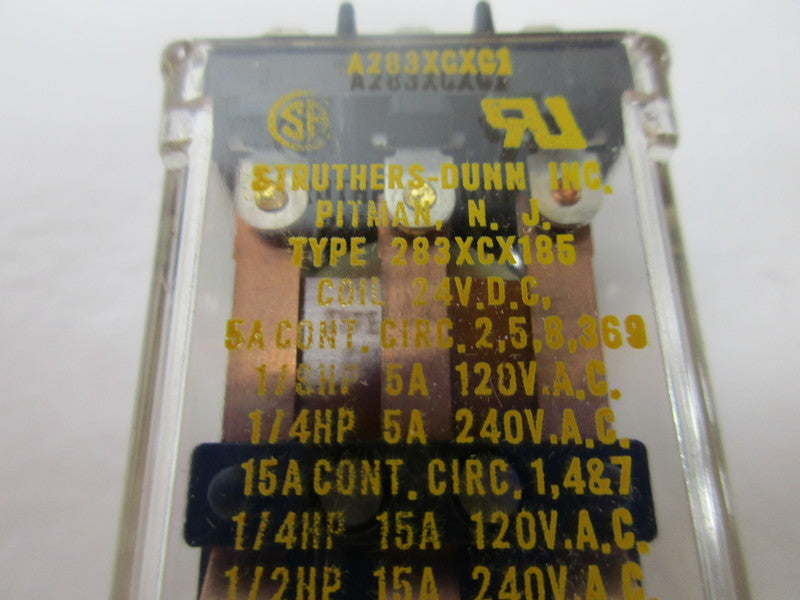 A283XCXC1
STRUTHERS-DUNN INC.
PITMAN, N. J.
TYPE 283XCX185
COIL 24V.D.C,
5A CONT. CIRC. 2,5,8,369
HP 5A 120V.A.C.
1/4HP 5A 240V.A.C.
15A CONT. CIRC. 1,4&7
1/4HP 15A 120V.A.C.
1/2HP 15A 240V.A.C.